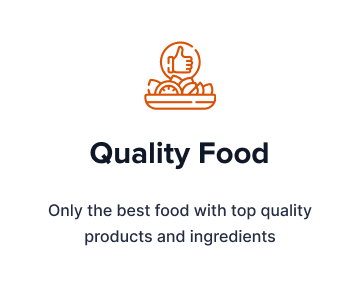 Quality Food
Only the best food with top quality
products and ingredients